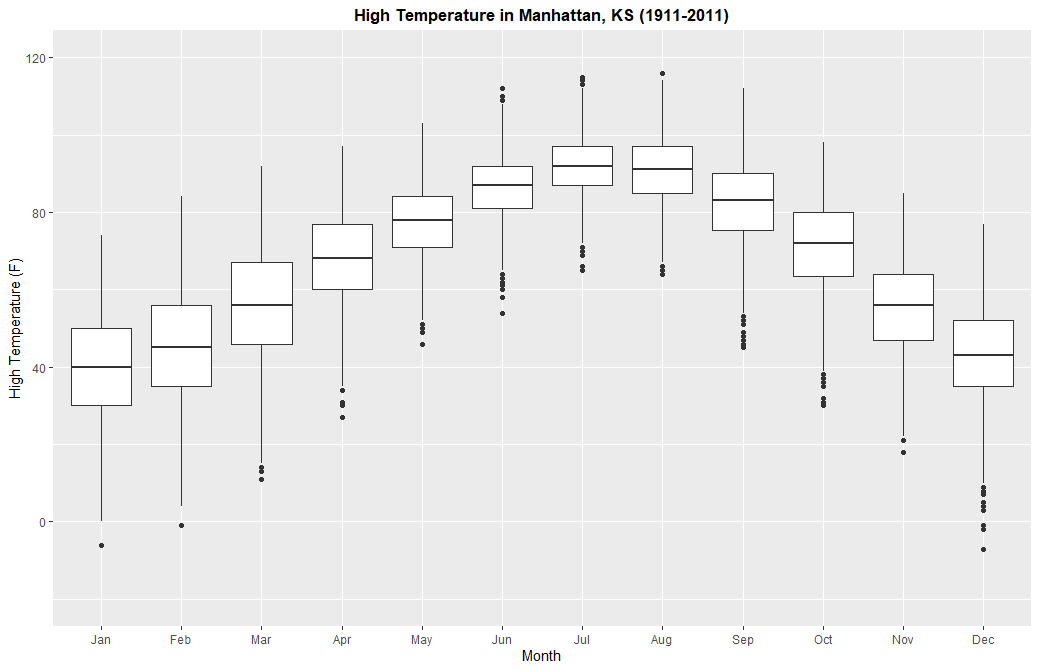 High Temperature in Manhattan, KS (1911-2011)
120
80
40
0
High Temperature (F)
Jan Feb Mar Apr May Jun Jul Aug Sep Oct Nov Dec
Month